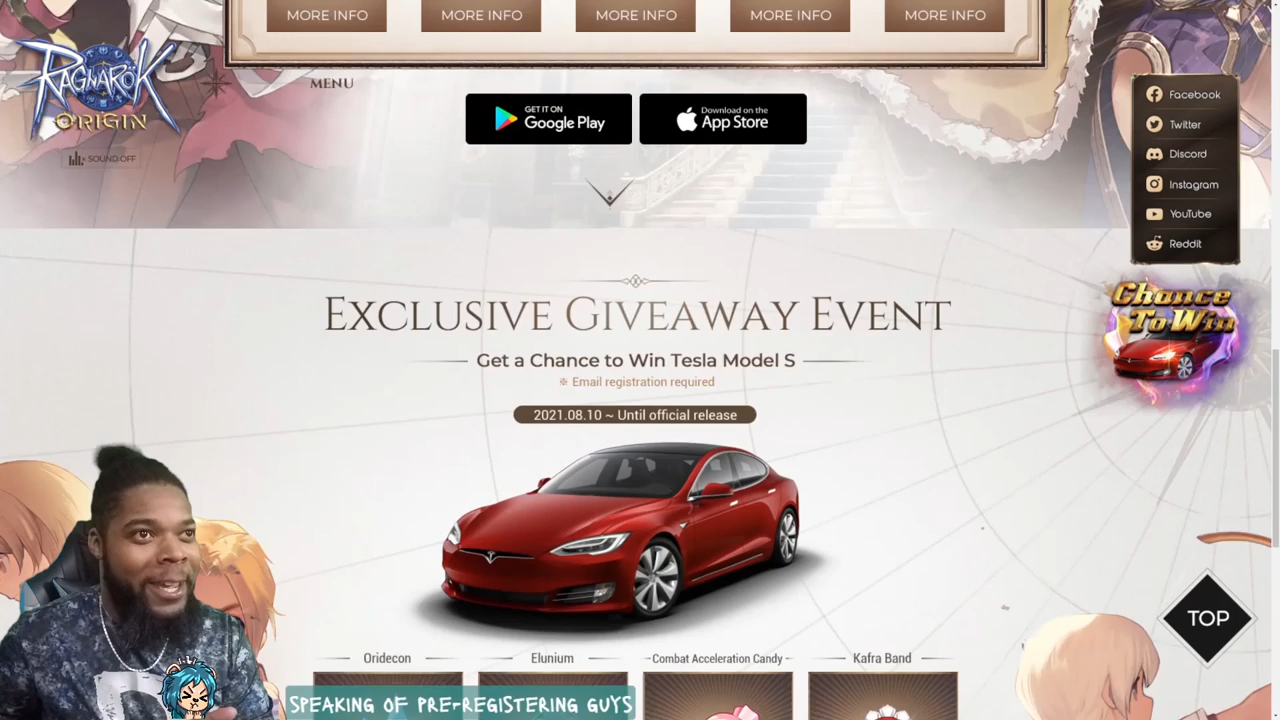 MORE INFO
MORE INFO
MORE INFO
MORE INFO
MORE INFO
RAGNARÖK
ORIGIN
SOUND OFF
MENU
GET IT ON
Google Play
Download on the
App Store
Facebook
Twitter
Discord
Instagram
YouTube
Reddit
Chance
To Win
EXCLUSIVE GIVEAWAY EVENT
Get a Chance to Win Tesla Model S
※ Email registration required
2021.08.10 ~ Until official release
TOP
Oridecon
Elunium
Combat Acceleration Candy
Kafra Band
SPEAKING OF PRE-REGISTERING GUYS